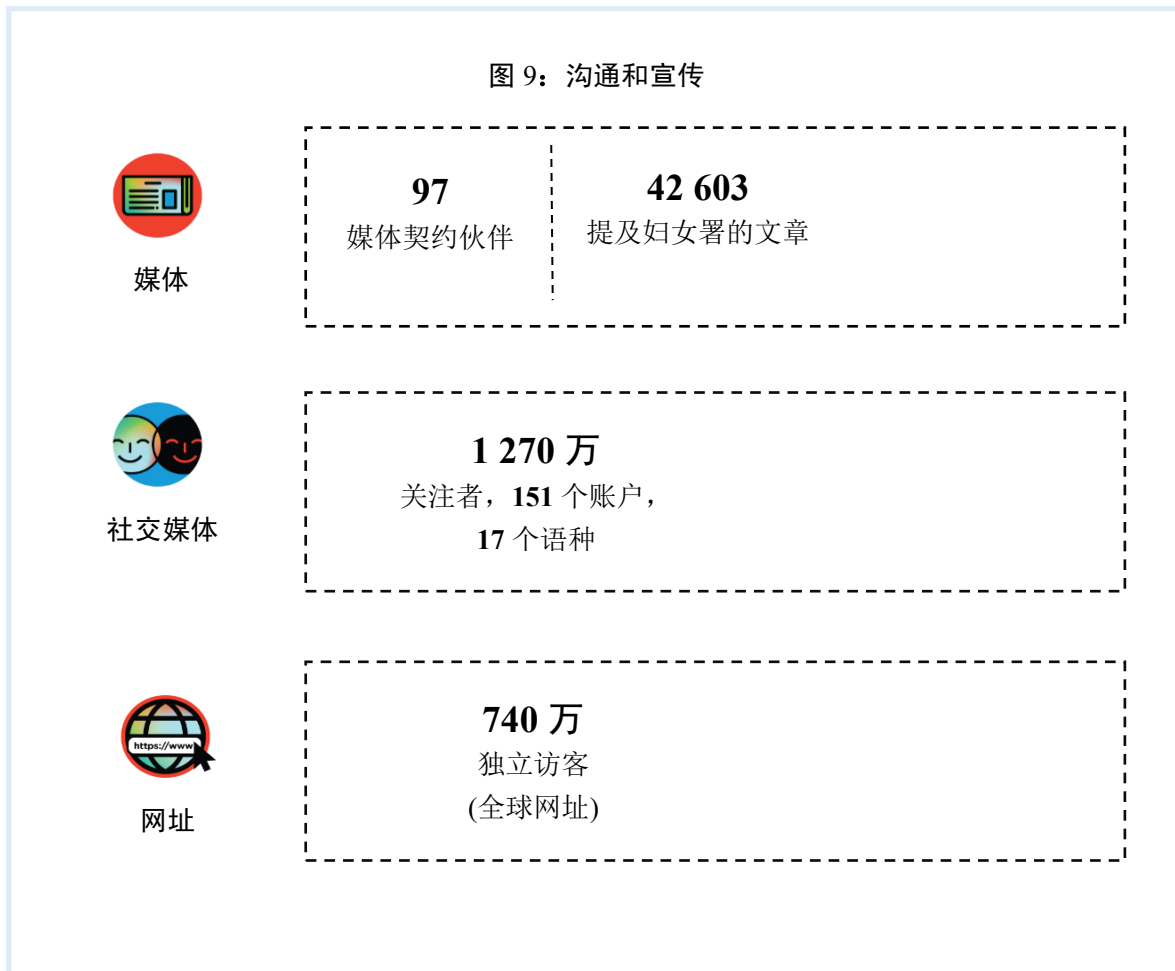 图 9：沟通和宣传
97
媒体契约伙伴
42 603
提及妇女署的文章
媒体
1 270 万
关注者，151 个账户，
17 个语种
社交媒体
740 万
独立访客
(全球网址)
https://www
网址